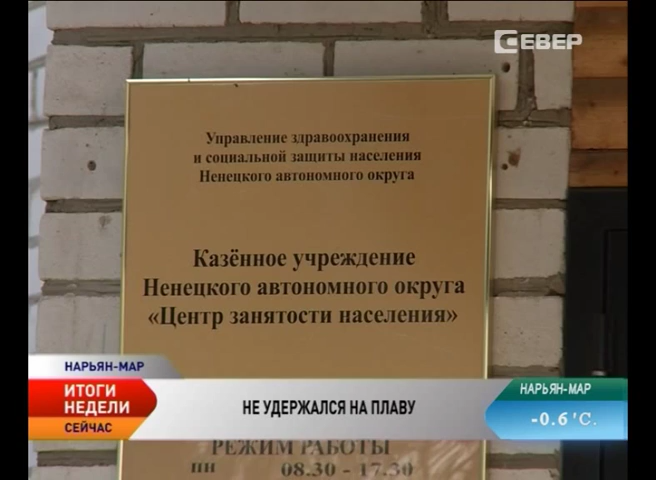 СЕВЕР
Управление здравоохранения
и социальной защиты населения
Ненецкого автономного округа
Казённое учреждение
Ненецкого автономного округа
«Центр занятости населения»
НАРЬЯН-МАР
ИТОГИ
НЕДЕЛИ
СЕЙЧАС
НЕ УДЕРЖАЛСЯ НА ПЛАВУ
НАРЬЯН-МАР
-0.6 °C.
РЕЖИМ РАБОТЫ
пн 08.30 - 17.30